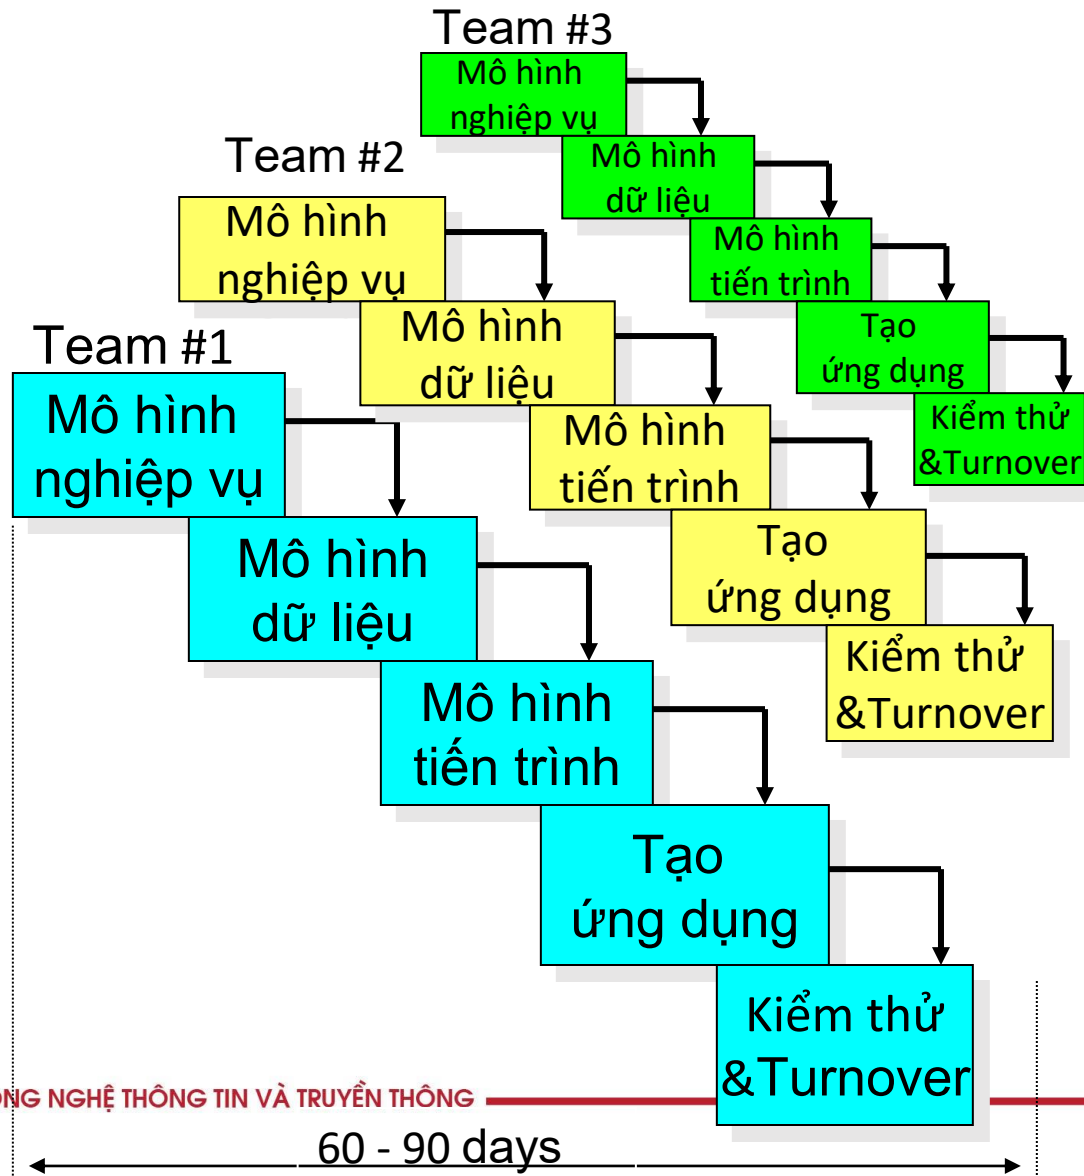 Team #3
Mô hình
nghiệp vụ
Mô hình
dữ liệu
Mô hình
tiến trình
Tạo
ứng dụng
Kiểm thử
&Turnover
Team #2
Mô hình
nghiệp vụ
Mô hình
dữ liệu
Mô hình
tiến trình
Tạo
ứng dụng
Kiểm thử
&Turnover
Team #1
Mô hình
nghiệp vụ
Mô hình
dữ liệu
Mô hình
tiến trình
Tạo
ứng dụng
Kiểm thử
&Turnover
NGHỆ THÔNG TIN VÀ TRUYỀN THÔNG
60 - 90 days